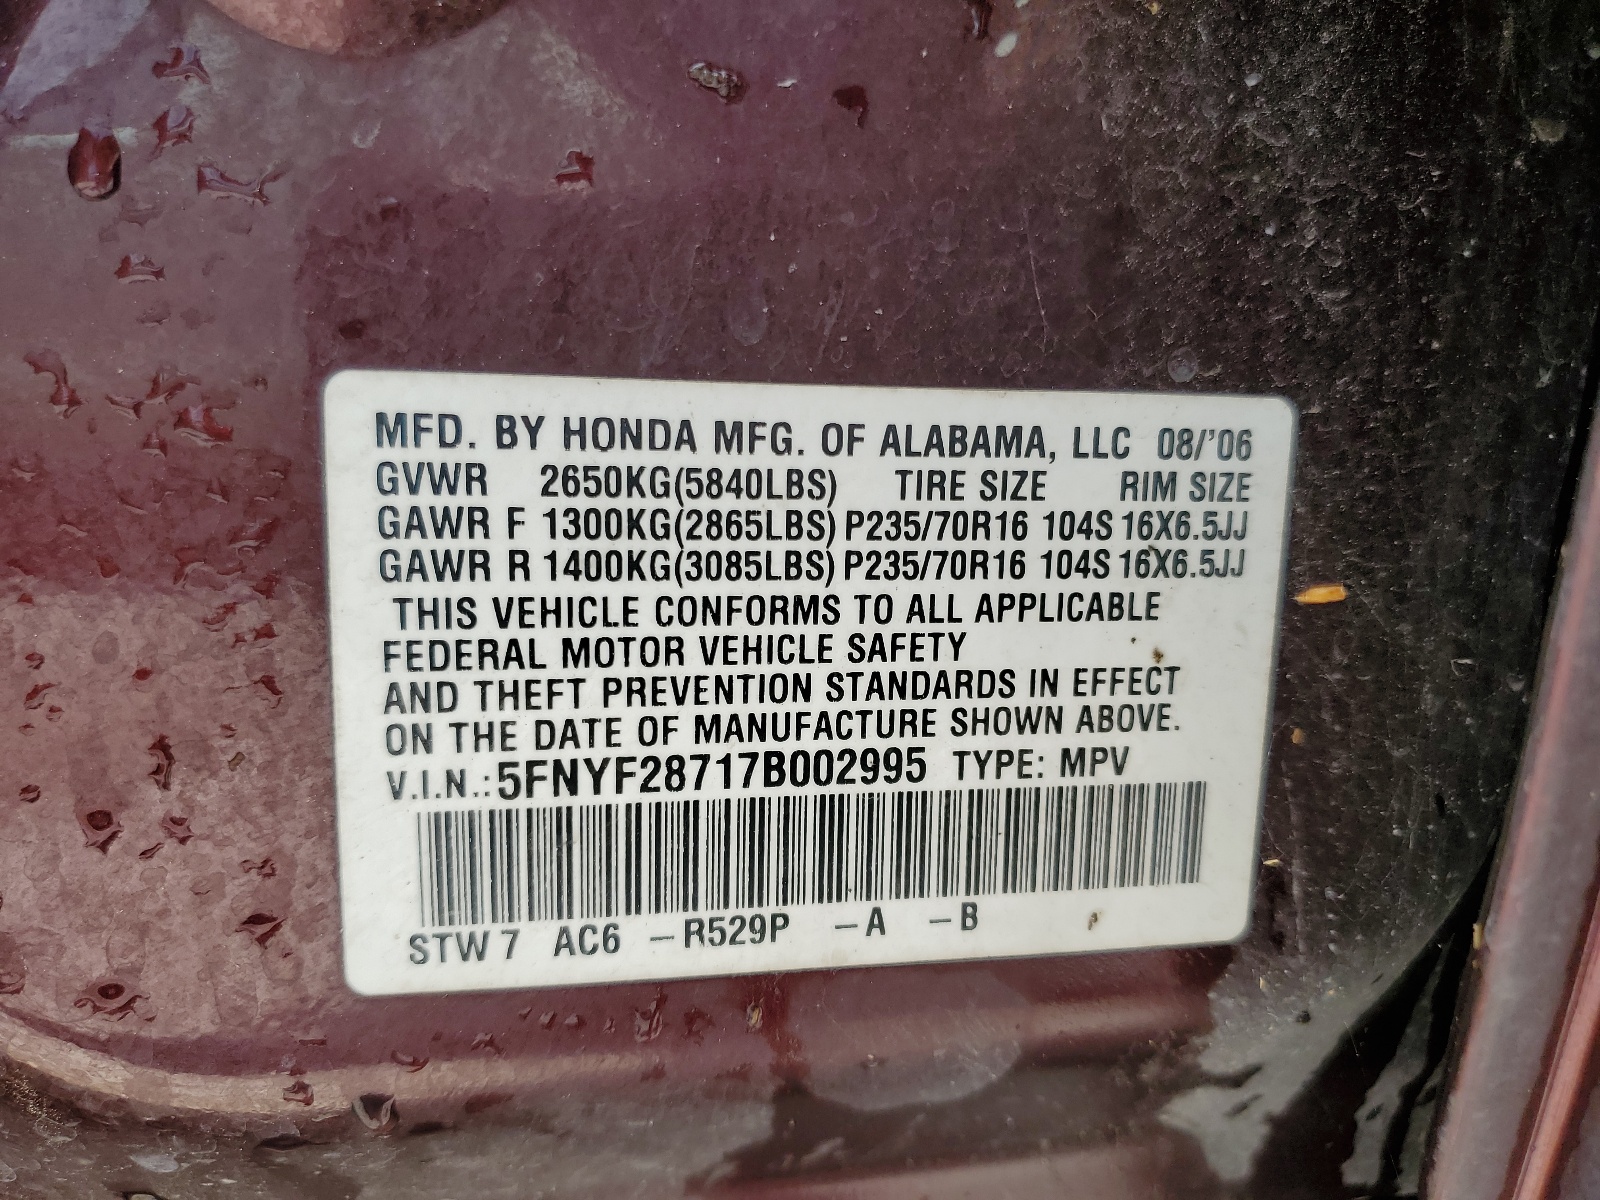 MFD. BY HONDA MFG. OF ALABAMA, LLC 08/'06
GVWR 2650KG(5840LBS) TIRE SIZE RIM SIZE
GAWR F 1300KG(2865LBS) P235/70R16 104S 16X6.5JJ
GAWR R 1400KG(3085LBS) P235/70R16 104S 16X6.5JJ
THIS VEHICLE CONFORMS TO ALL APPLICABLE
FEDERAL MOTOR VEHICLE SAFETY
AND THEFT PREVENTION STANDARDS IN EFFECT
ON THE DATE OF MANUFACTURE SHOWN ABOVE.
V.I.N.: 5FNYF28717B002995 TYPE: MPV
STW 7 AC6 –R529P –A –B